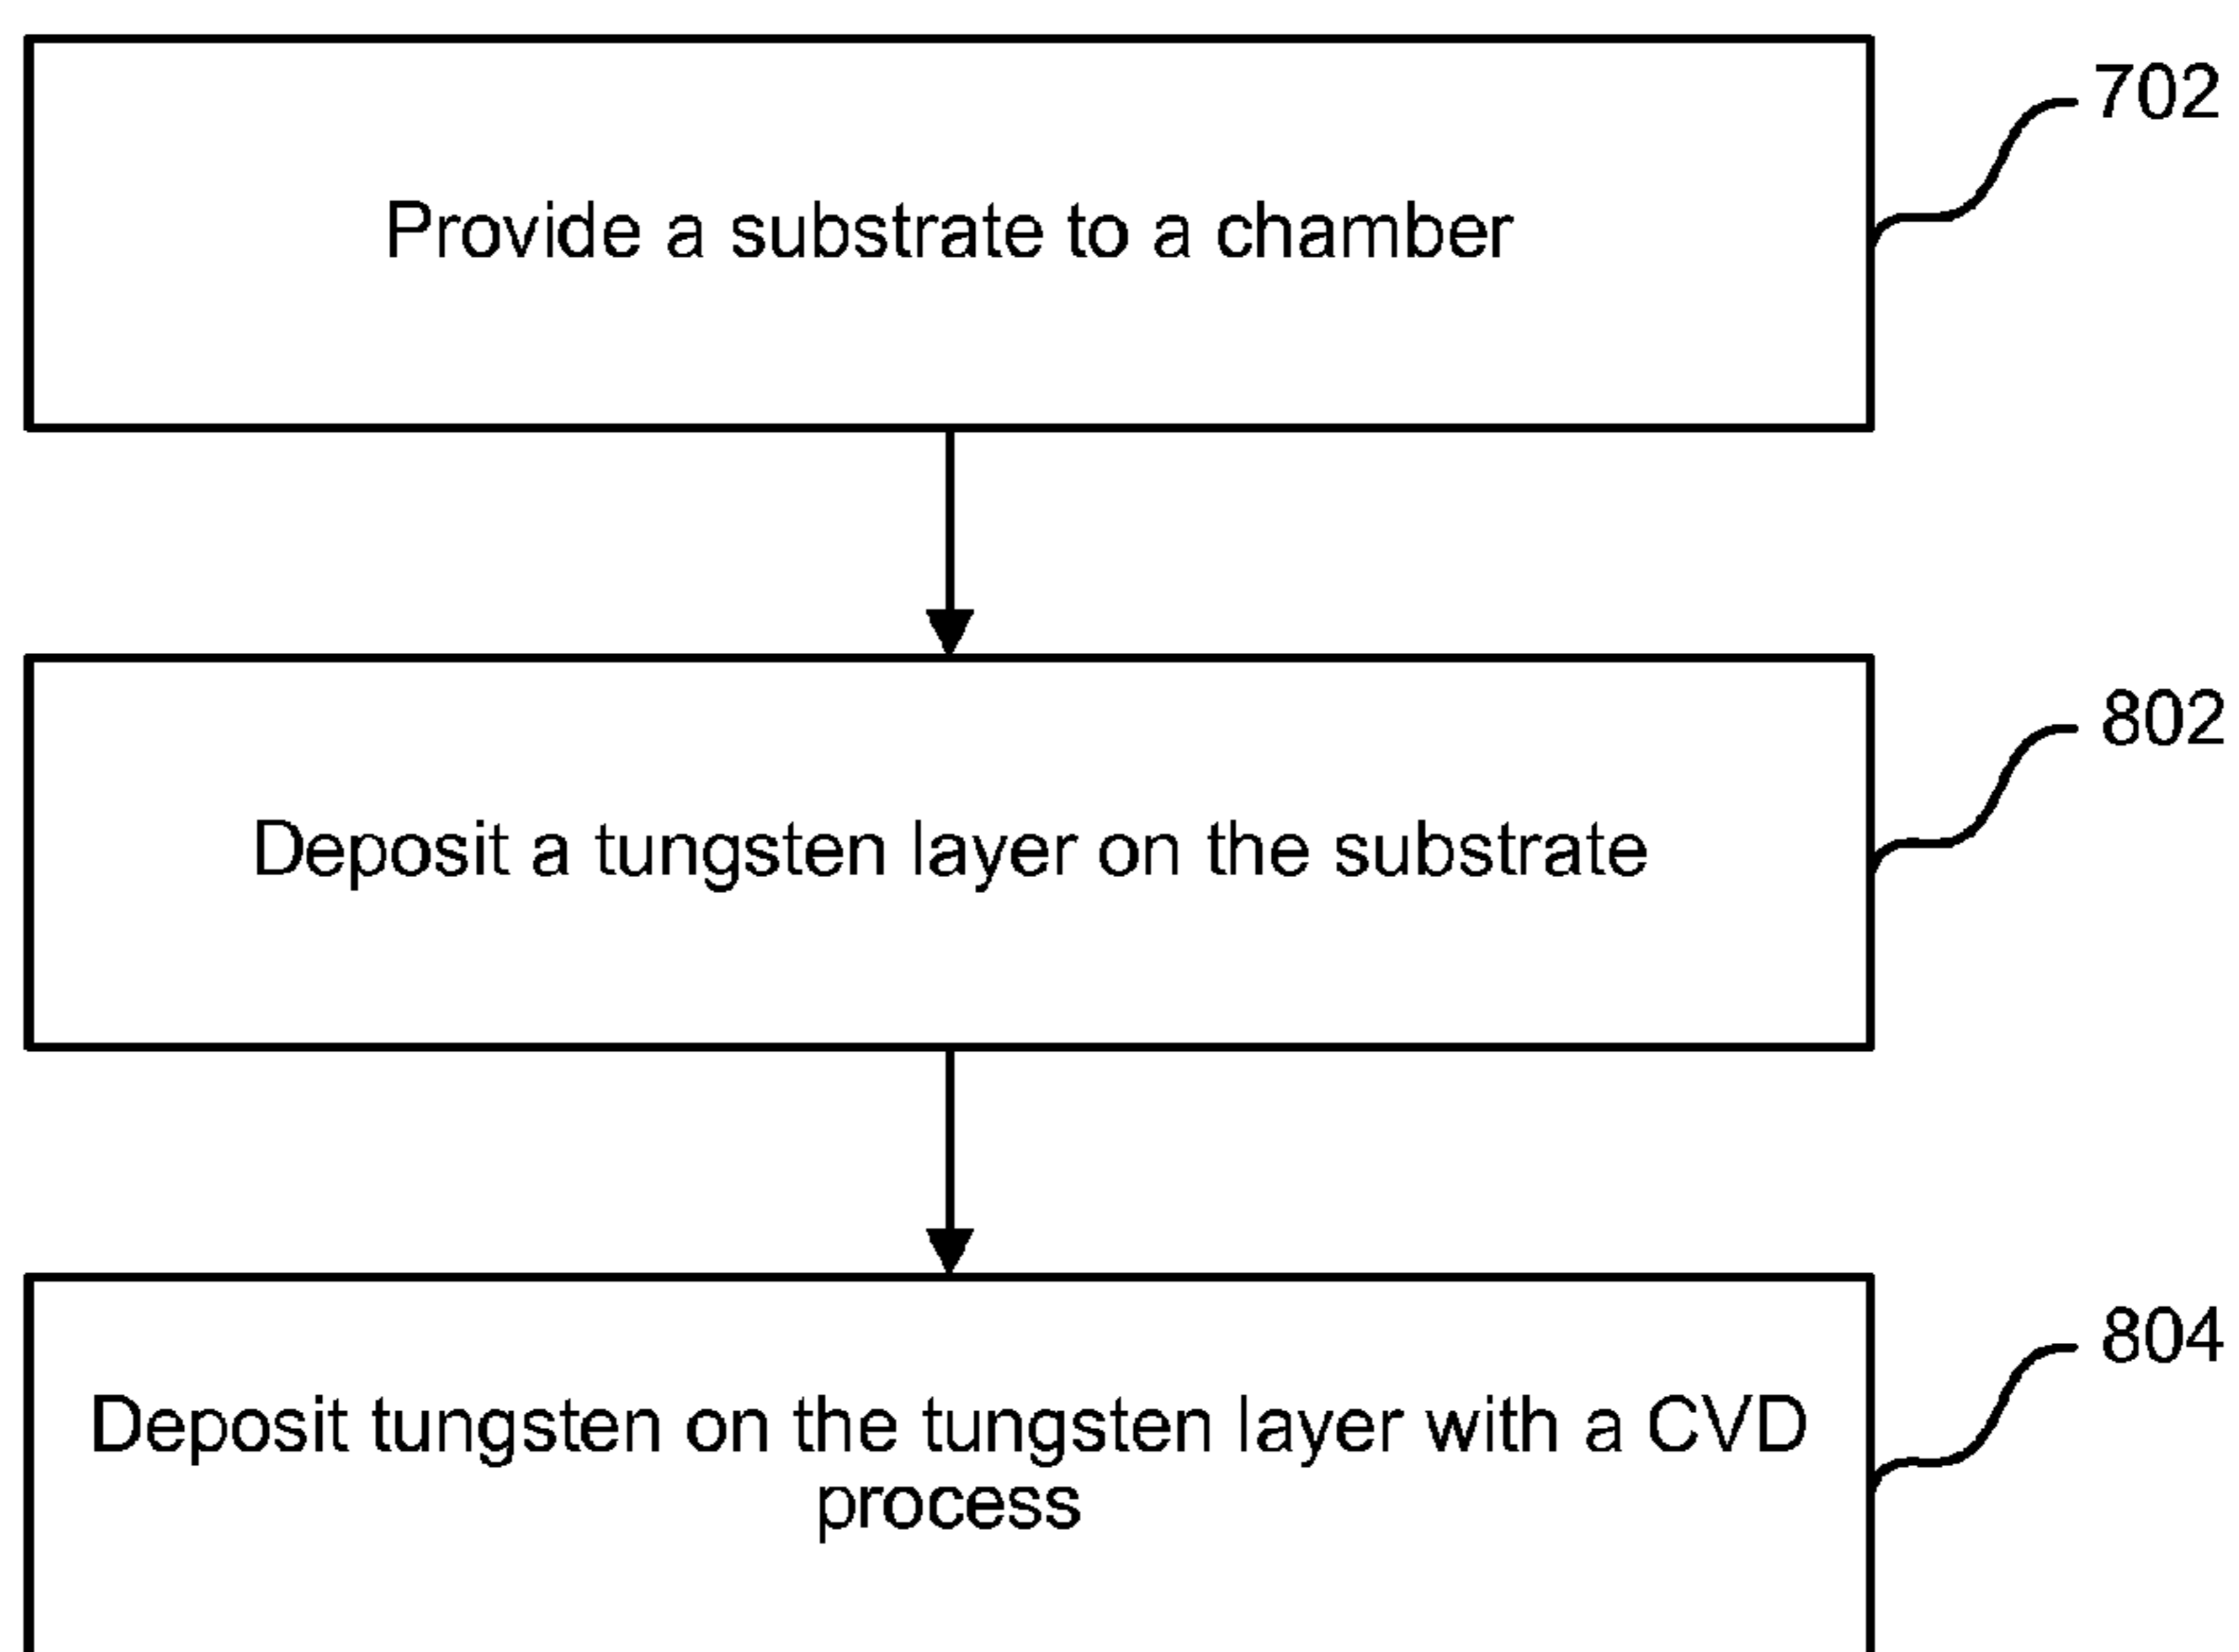 702
Provide a substrate to a chamber
802
Deposit a tungsten layer on the substrate
804
Deposit tungsten on the tungsten layer with a CVD
process